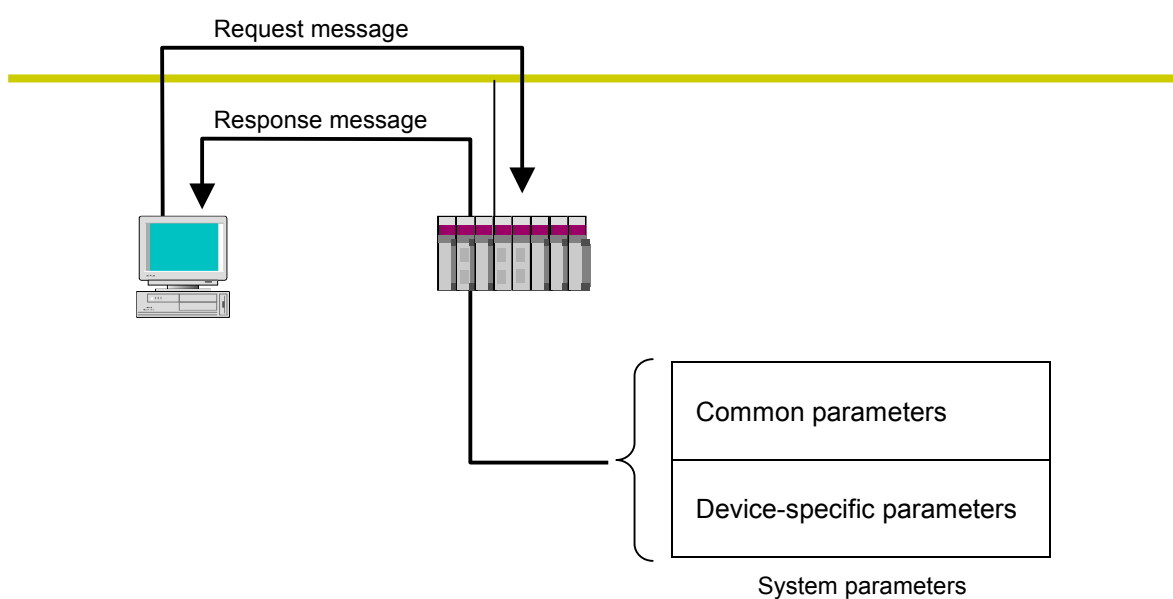 Request message
Response message
Common parameters
Device-specific parameters
System parameters